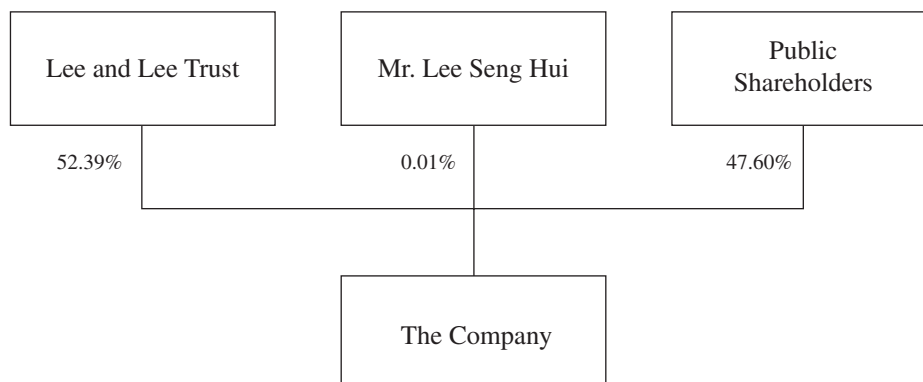 Lee and Lee Trust
Mr. Lee Seng Hui
Public
Shareholders
52.39%
0.01%
47.60%
The Company